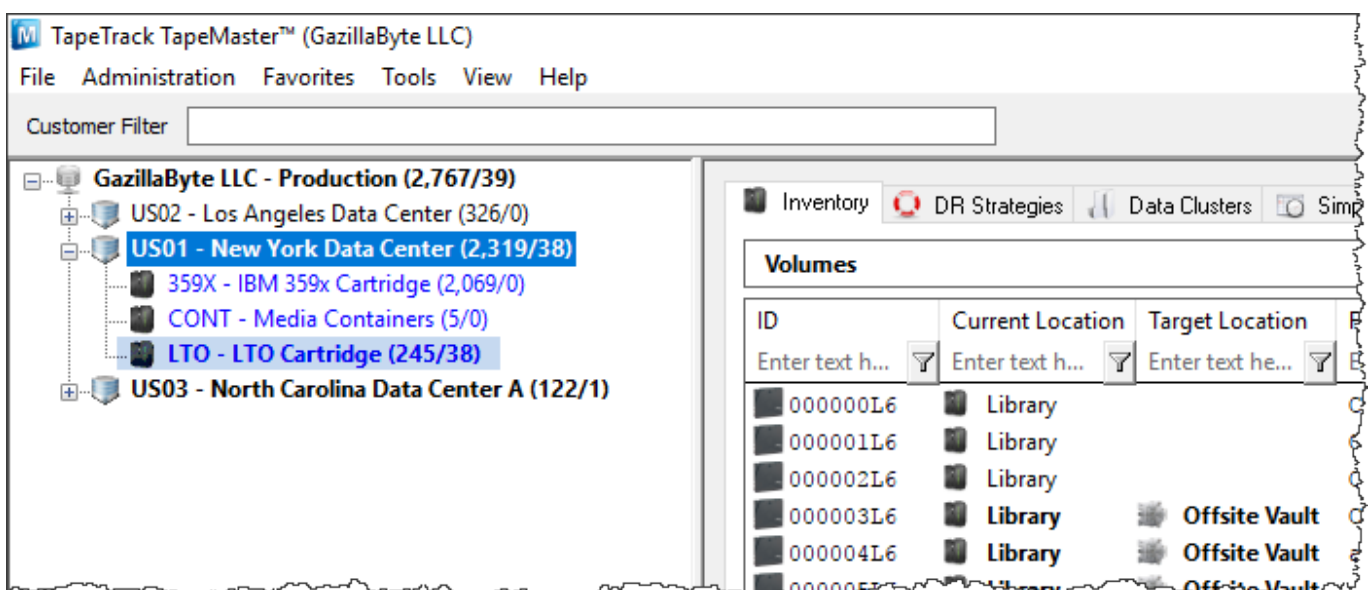 TapeTrack TapeMaster™ (GazillaByte LLC)
File Administration Favorites Tools View Help
Customer Filter
GazillaByte LLC - Production (2,767/39)
US02 - Los Angeles Data Center (326/0)
US01 - New York Data Center (2,319/38)
359X - IBM 359x Cartridge (2,069/0)
CONT - Media Containers (5/0)
LTO - LTO Cartridge (245/38)
US03 - North Carolina Data Center A (122/1)
Inventory DR Strategies Data Clusters
Volumes
ID Current Location Target Location
Enter text h... Enter text h... Enter text he...
000000L6 Library
000001L6 Library
000002L6 Library
000003L6 Library Offsite Vault
000004L6 Library Offsite Vault
Library Offsite Vault